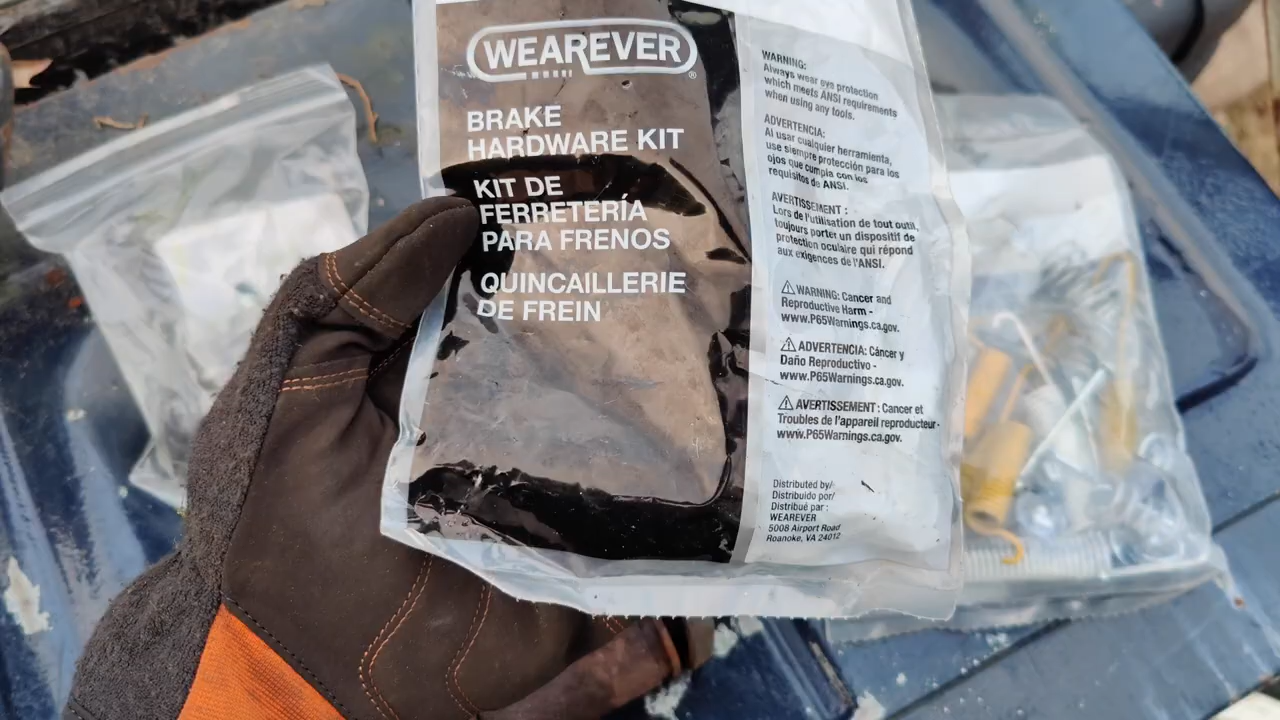 WEAREVER
®
BRAKE
HARDWARE KIT
KIT DE
FERRETERÍA
PARA FRENOS
QUINCAILLERIE
DE FREIN
WARNING:
Always wear eye protection
which meets ANSI requirements
when using any tools.
ADVERTENCIA:
Al usar cualquier herramienta,
use siempre protección para los
ojos que cumpla con los
requisitos de ANSI.
AVERTISSEMENT :
Lors de l'utilisation de tout outil,
toujours porter un dispositif de
protection oculaire qui répond
aux exigences de l'ANSI.
⚠WARNING: Cancer and
Reproductive Harm -
www.P65Warnings.ca.gov.
⚠ADVERTENCIA: Cáncer y
Daño Reproductivo -
www.P65Warnings.ca.gov.
⚠AVERTISSEMENT : Cancer et
Troubles de l'appareil reproducteur -
www.P65Warnings.ca.gov.
Distributed by/
Distribuido por/
Distribué par :
WEAREVER
5008 Airport Road
Roanoke, VA 24012